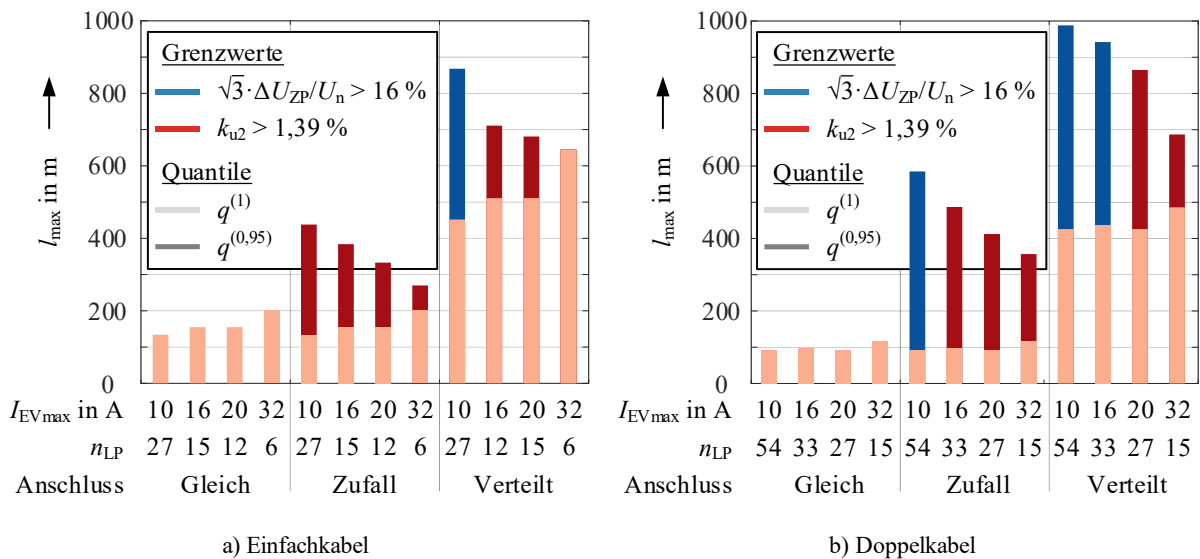 1000
800
600
400
200
0
l_max in m
Grenzwerte
√3·ΔU_ZP/U_n > 16 %
k_u2 > 1,39 %
Quantile
q^(1)
q^(0,95)
I_EVmax in A 10 16 20 32 10 16 20 32 10 16 20 32
n_LP 27 15 12 6 27 15 12 6 27 12 15 6
Anschluss Gleich Zufall Verteilt
a) Einfachkabel
1000
800
600
400
200
0
l_max in m
Grenzwerte
√3·ΔU_ZP/U_n > 16 %
k_u2 > 1,39 %
Quantile
q^(1)
q^(0,95)
I_EVmax in A 10 16 20 32 10 16 20 32 10 16 20 32
n_LP 54 33 27 15 54 33 27 15 54 33 27 15
Anschluss Gleich Zufall Verteilt
b) Doppelkabel